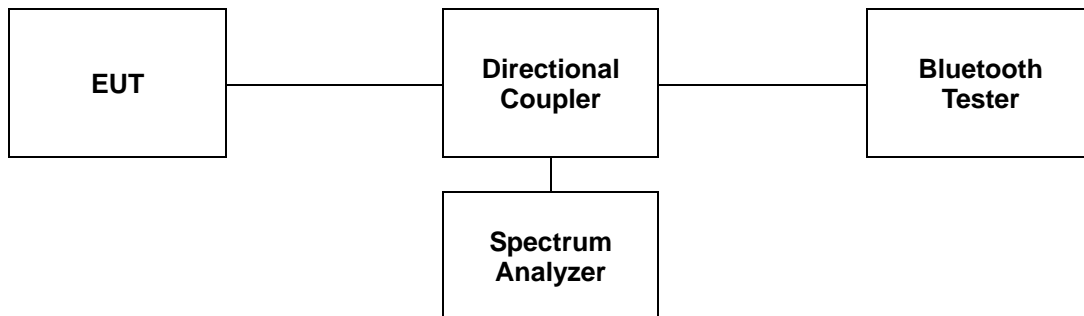 EUT
Directional
Coupler
Bluetooth
Tester
Spectrum
Analyzer